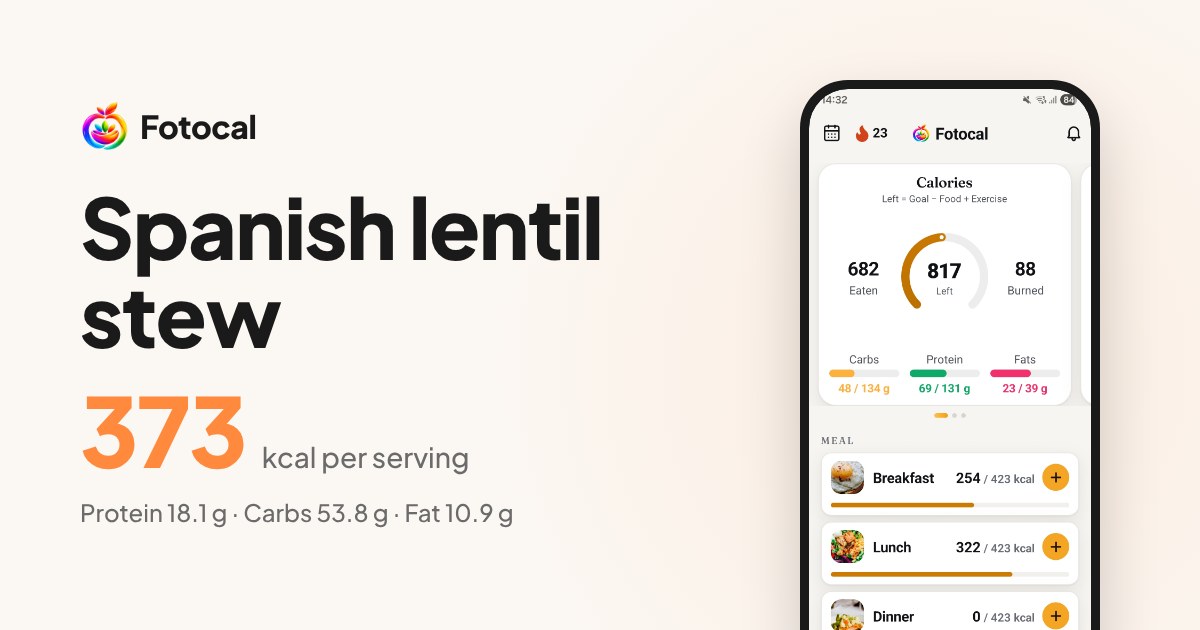 Fotocal
Spanish lentil
stew
373 kcal per serving
Protein 18.1 g · Carbs 53.8 g · Fat 10.9 g
14:32
84
23
Fotocal
Calories
Left = Goal − Food + Exercise
682
Eaten
817
Left
88
Burned
Carbs
48 / 134 g
Protein
69 / 131 g
Fats
23 / 39 g
MEAL
Breakfast 254 / 423 kcal +
Lunch 322 / 423 kcal +
Dinner 0 / 423 kcal +